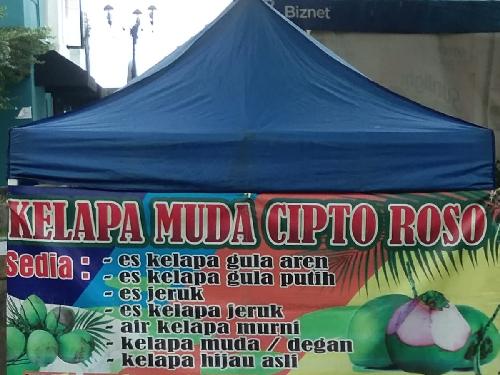 Biznet
KELAPA MUDA CIPTO ROSO
Sedia :
- es kelapa gula aren
- es kelapa gula putih
- es jeruk
- es kelapa jeruk
- air kelapa murni
- kelapa muda / degan
- kelapa hijau asli